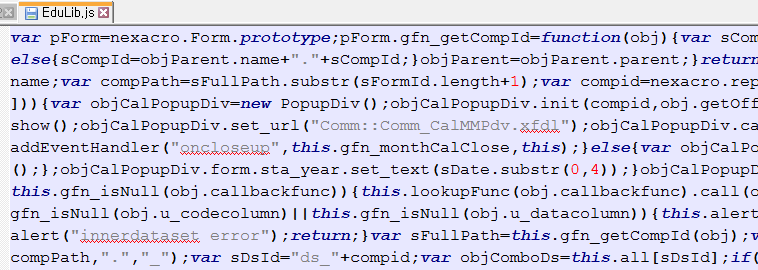 EduLib.js
var pForm=nexacro.Form.prototype;pForm.gfn_getCompId=function(obj){var sCom
else{sCompId=objParent.name+"."+sCompId;}objParent=objParent.parent;}return
name;var compPath=sFullPath.substr(sFormId.length+1);var compid=nexacro.rep
])){var objCalPopupDiv=new PopupDiv();objCalPopupDiv.init(compid,obj.getOff
show();objCalPopupDiv.set_url("Comm::Comm_CalMMPdv.xfdl");objCalPopupDiv.ca
addEventHandler("oncloseup",this.gfn_monthCalClose,this);}else{var objCalPo
();};objCalPopupDiv.form.sta_year.set_text(sDate.substr(0,4));}objCalPopupD
this.gfn_isNull(obj.callbackfunc)){this.lookupFunc(obj.callbackfunc).call(o
gfn_isNull(obj.u_codecolumn)||this.gfn_isNull(obj.u_datacolumn)){this.alert
alert("innerdataset error");return;}var sFullPath=this.gfn_getCompId(obj);v
compPath,".","_");var sDsId="ds_"+compid;var objComboDs=this.all[sDsId];if(